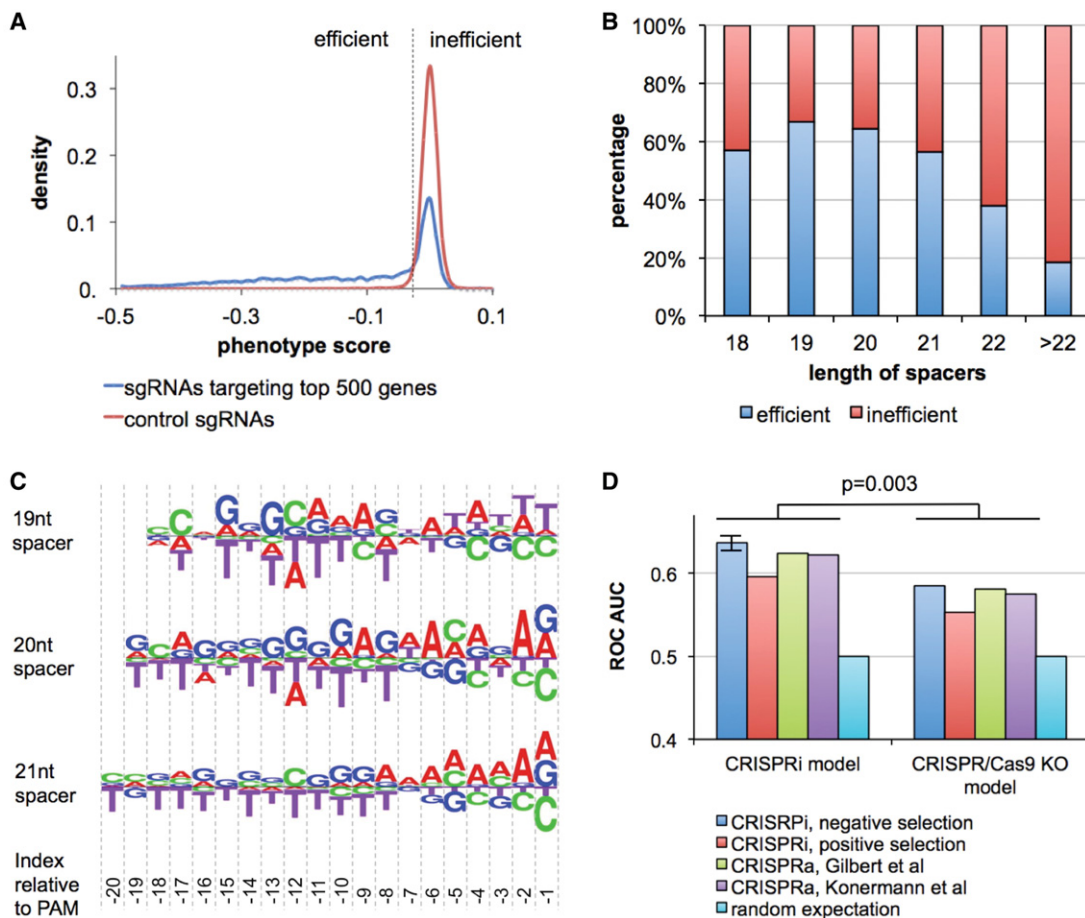 A
efficient inefficient
0.3
0.2
0.1
0.
density
-0.5 -0.3 -0.1 0.1
phenotype score
sgRNAs targeting top 500 genes
control sgRNAs
B
100%
80%
60%
40%
20%
0%
percentage
18 19 20 21 22 >22
length of spacers
efficient inefficient
C
19nt
spacer
20nt
spacer
21nt
spacer
Index
relative
to PAM
-20 -19 -18 -17 -16 -15 -14 -13 -12 -11 -10 -9 -8 -7 -6 -5 -4 -3 -2 -1
D
p=0.003
0.6
0.5
0.4
ROC AUC
CRISPRi model CRISPR/Cas9 KO
model
CRISRPi, negative selection
CRISPRi, positive selection
CRISPRa, Gilbert et al
CRISPRa, Konermann et al
random expectation